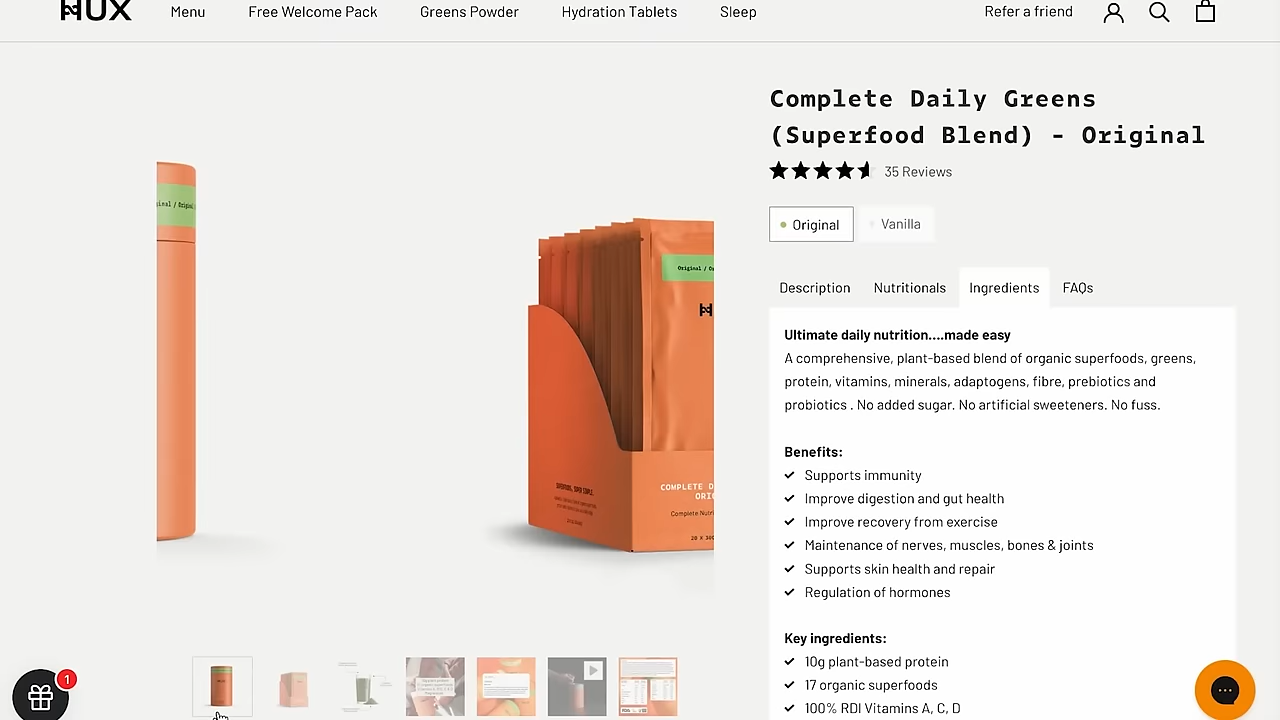 HUX
Menu
Free Welcome Pack
Greens Powder
Hydration Tablets
Sleep
Refer a friend
Complete Daily Greens
(Superfood Blend) - Original
35 Reviews
Original
Vanilla
Description
Nutritionals
Ingredients
FAQs
Ultimate daily nutrition....made easy
A comprehensive, plant-based blend of organic superfoods, greens,
protein, vitamins, minerals, adaptogens, fibre, prebiotics and
probiotics . No added sugar. No artificial sweeteners. No fuss.
Benefits:
Supports immunity
Improve digestion and gut health
Improve recovery from exercise
Maintenance of nerves, muscles, bones & joints
Supports skin health and repair
Regulation of hormones
Key ingredients:
10g plant-based protein
17 organic superfoods
100% RDI Vitamins A, C, D
Original /
H
COMPLETE D
ORIG
Complete Nutri
1